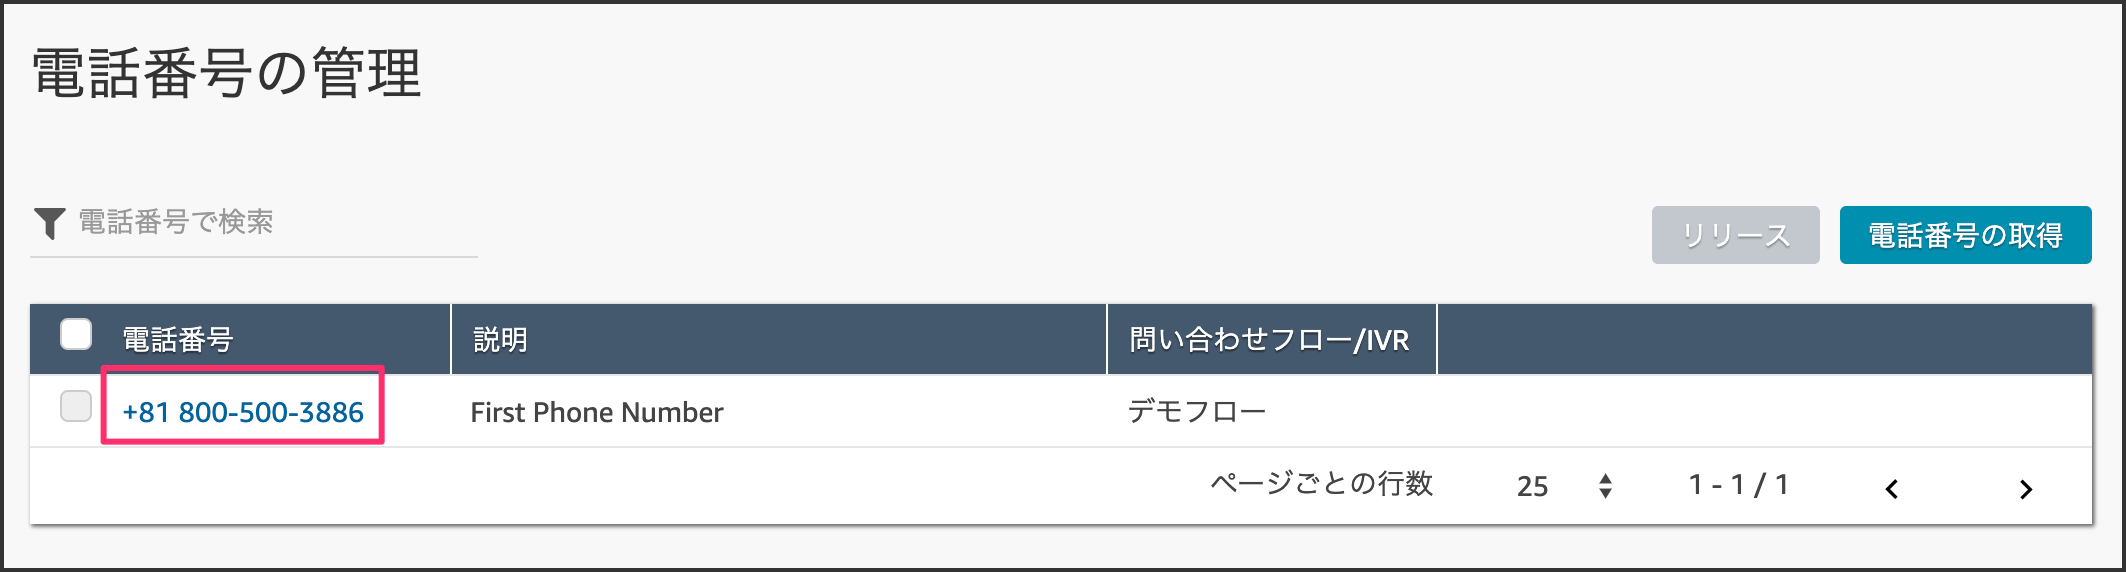 電話番号の管理
電話番号で検索
リリース
電話番号の取得
電話番号 説明 問い合わせフロー/IVR
+81 800-500-3886 First Phone Number デモフロー
ページごとの行数 25 1 - 1 / 1